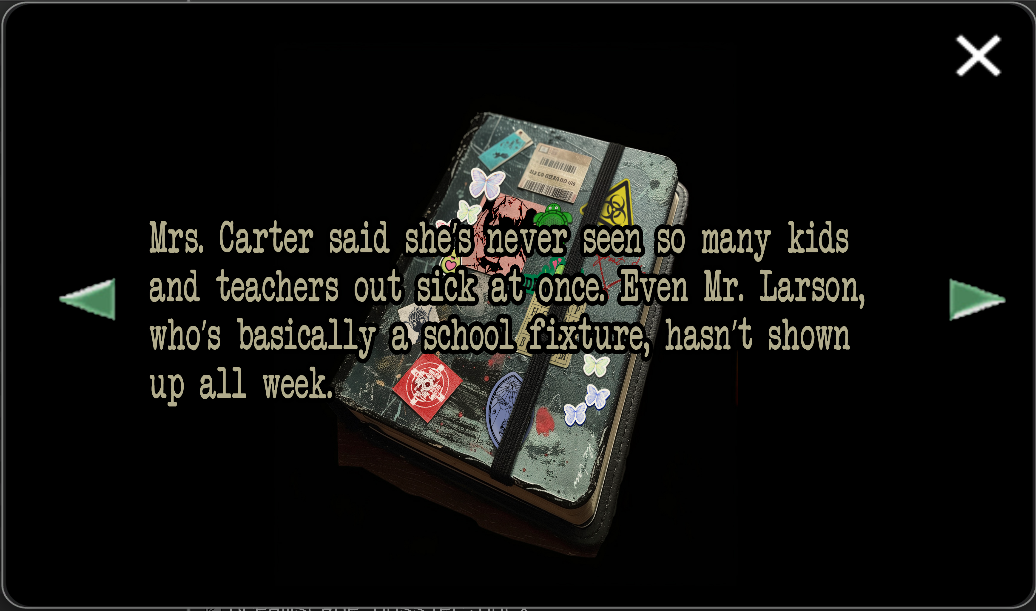 Mrs. Carter said she's never seen so many kids
and teachers out sick at once. Even Mr. Larson,
who's basically a school fixture, hasn't shown
up all week.